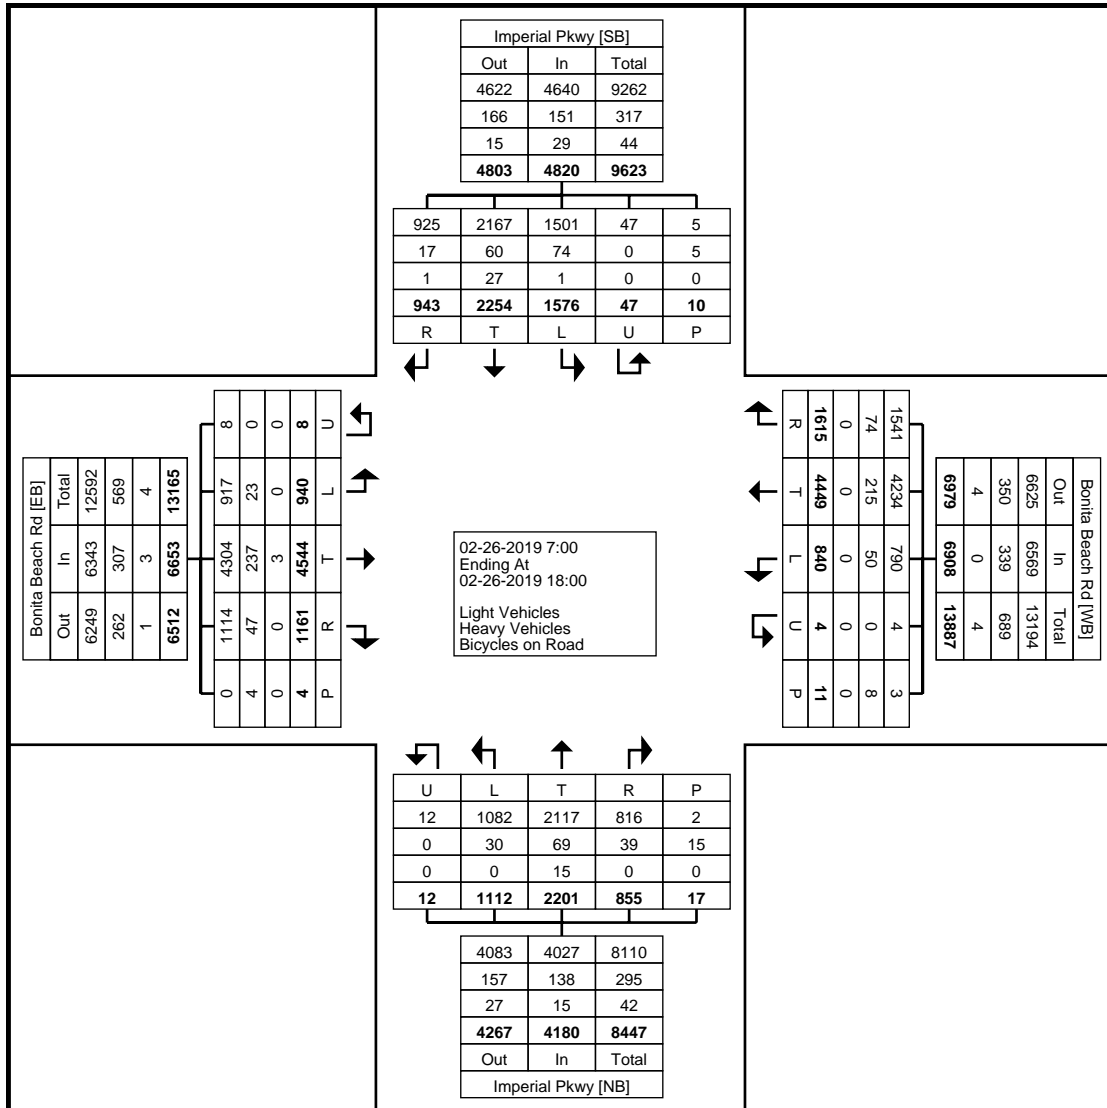 Imperial Pkwy [SB]
Out In Total
4622 4640 9262
166 151 317
15 29 44
4803 4820 9623
925 2167 1501 47 5
17 60 74 0 5
1 27 1 0 0
943 2254 1576 47 10
R T L U P
Bonita Beach Rd [EB]
Out In Total
6249 6343 12592
262 307 569
1 3 4
6512 6653 13165
0 1114 4304 917 8
4 47 237 23 0
0 0 3 0 0
4 1161 4544 940 8
P R T L U
02-26-2019 7:00
Ending At
02-26-2019 18:00
Light Vehicles
Heavy Vehicles
Bicycles on Road
Bonita Beach Rd [WB]
Out In Total
6625 6569 13194
350 339 689
4 0 4
6979 6908 13887
1541 4234 790 4 3
74 215 50 0 8
0 0 0 0 0
1615 4449 840 4 11
R T L U P
U L T R P
12 1082 2117 816 2
0 30 69 39 15
0 0 15 0 0
12 1112 2201 855 17
4083 4027 8110
157 138 295
27 15 42
4267 4180 8447
Out In Total
Imperial Pkwy [NB]